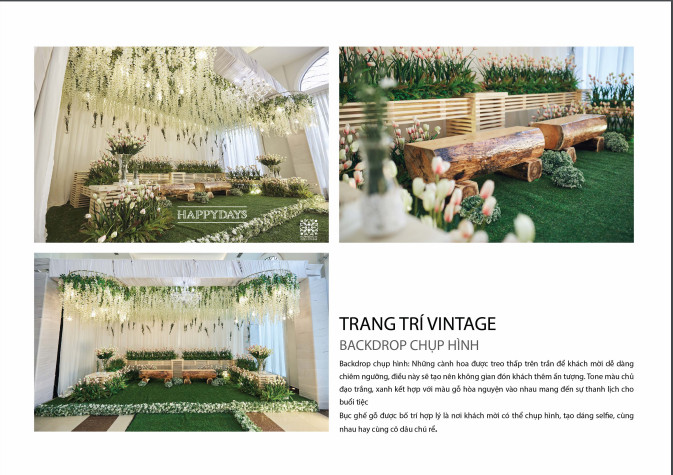 HAPPYDAYS
TRANG TRÍ VINTAGE
BACKDROP CHỤP HÌNH
Backdrop chụp hình: Những cành hoa được treo thấp trên trần để khách mời dễ dàng
chiêm ngưỡng, điều này sẽ tạo nên không gian đón khách thêm ấn tượng. Tone màu chủ
đạo trắng, xanh kết hợp với màu gỗ hòa nguyện vào nhau mang đến sự thanh lịch cho
buổi tiệc
Bục ghế gỗ được bố trí hợp lý là nơi khách mời có thể chụp hình, tạo dáng selfie, cùng
nhau hay cùng cô dâu chú rể.